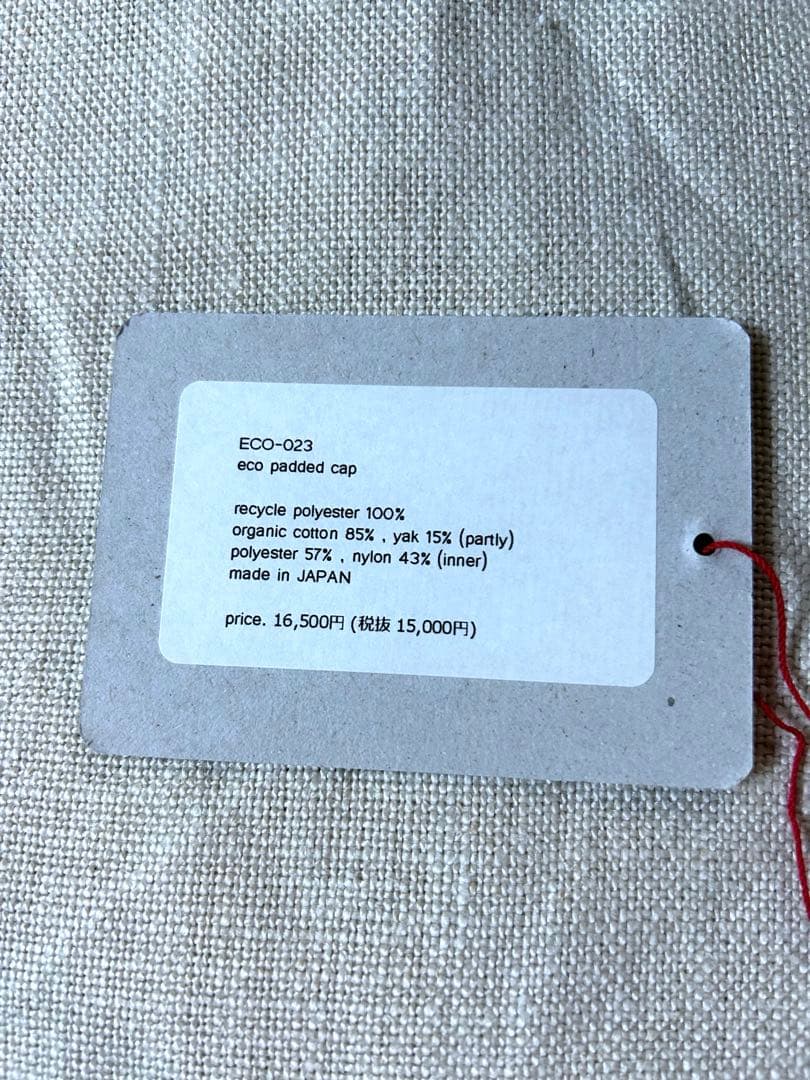 ECO-023
eco padded cap
recycle polyester 100%
organic cotton 85% , yak 15% (partly)
polyester 57% , nylon 43% (inner)
made in JAPAN
price. 16,500円 (税抜 15,000円)